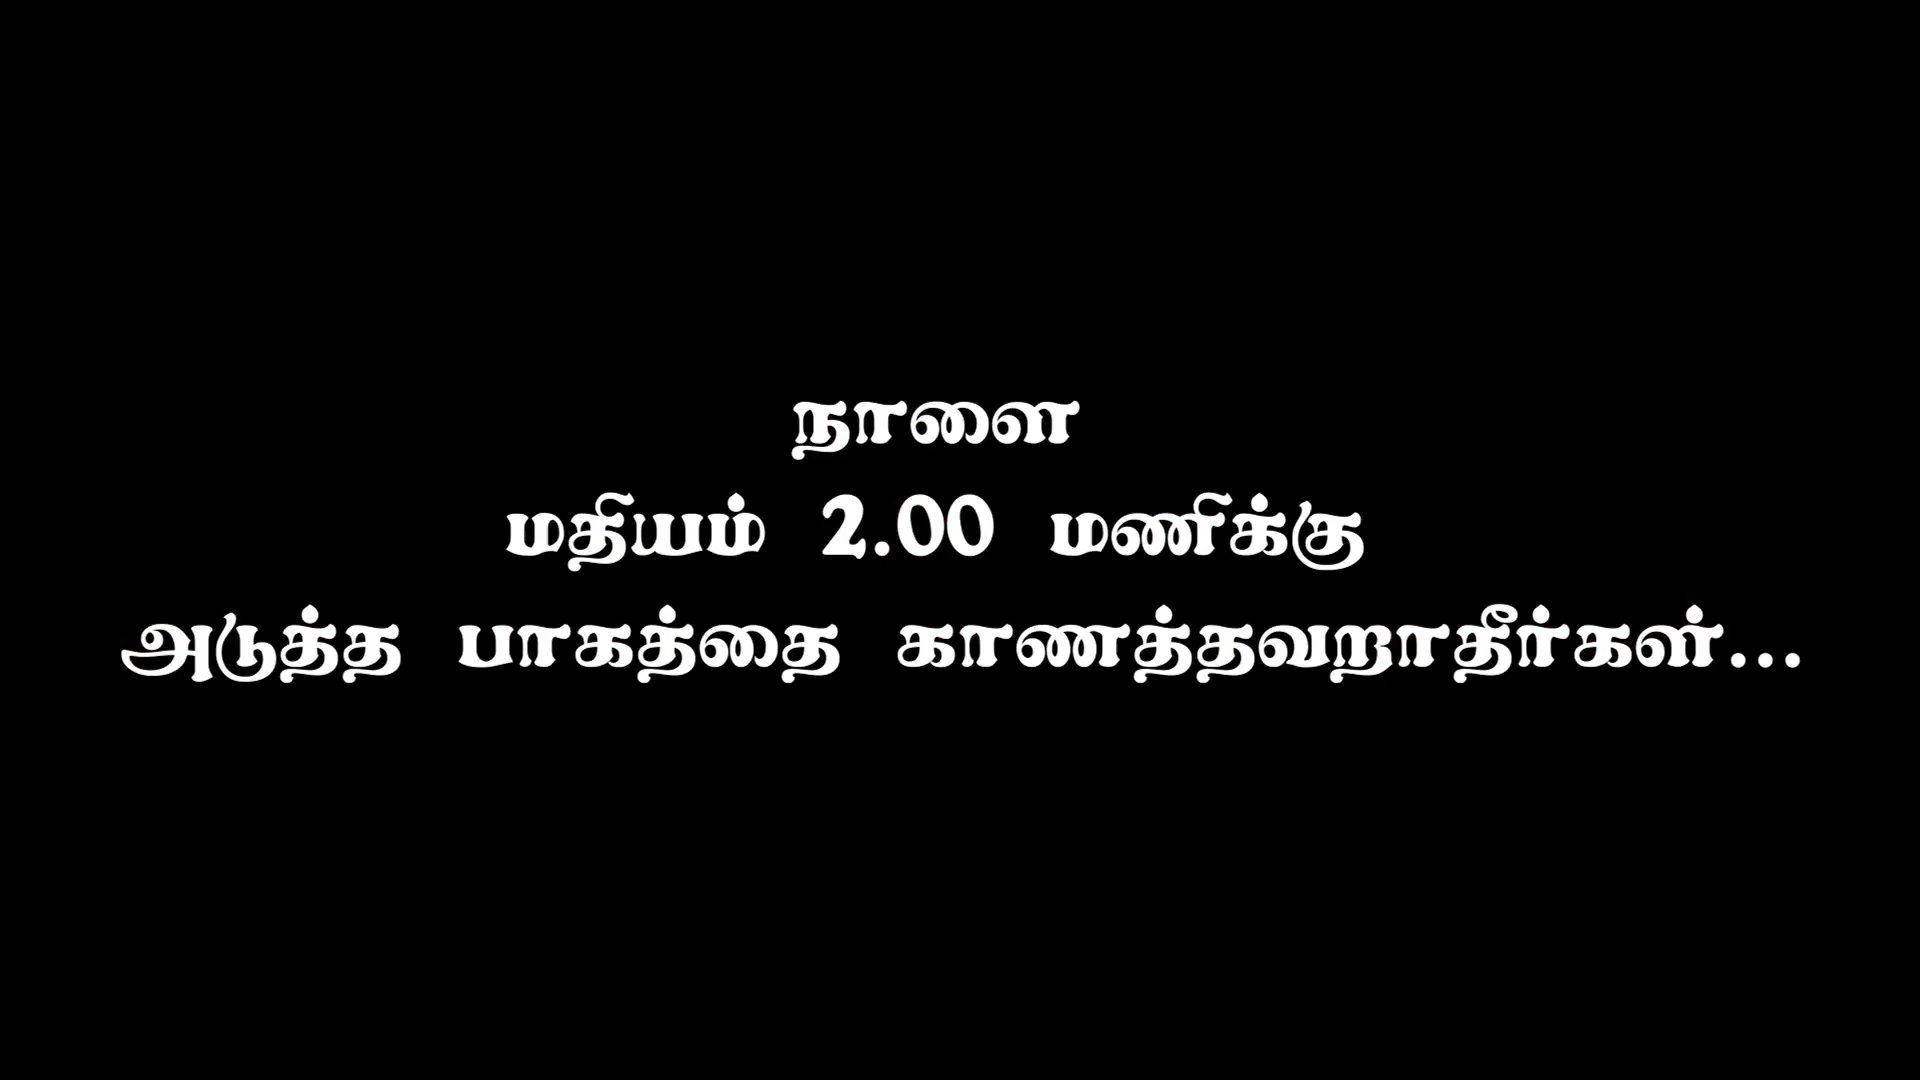 நாளை
மதியம் 2.00 மணிக்கு
அடுத்த பாகத்தை காணத்தவறாதீர்கள்...